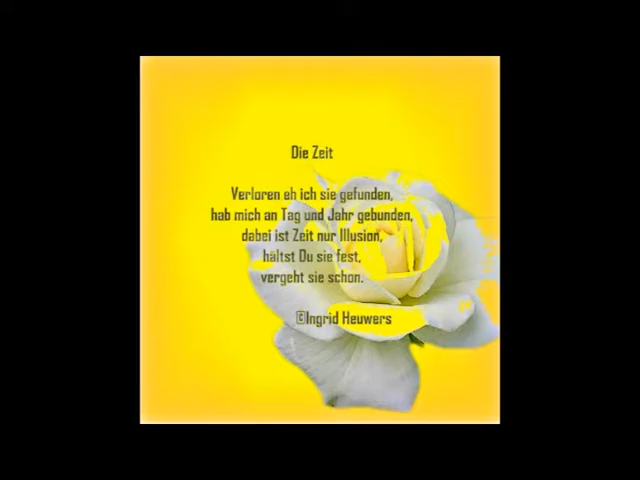 Die Zeit
Verloren eh ich sie gefunden,
hab mich an Tag und Jahr gebunden,
dabei ist Zeit nur Illusion,
hältst Du sie fest,
vergeht sie schon.
©Ingrid Heuwers